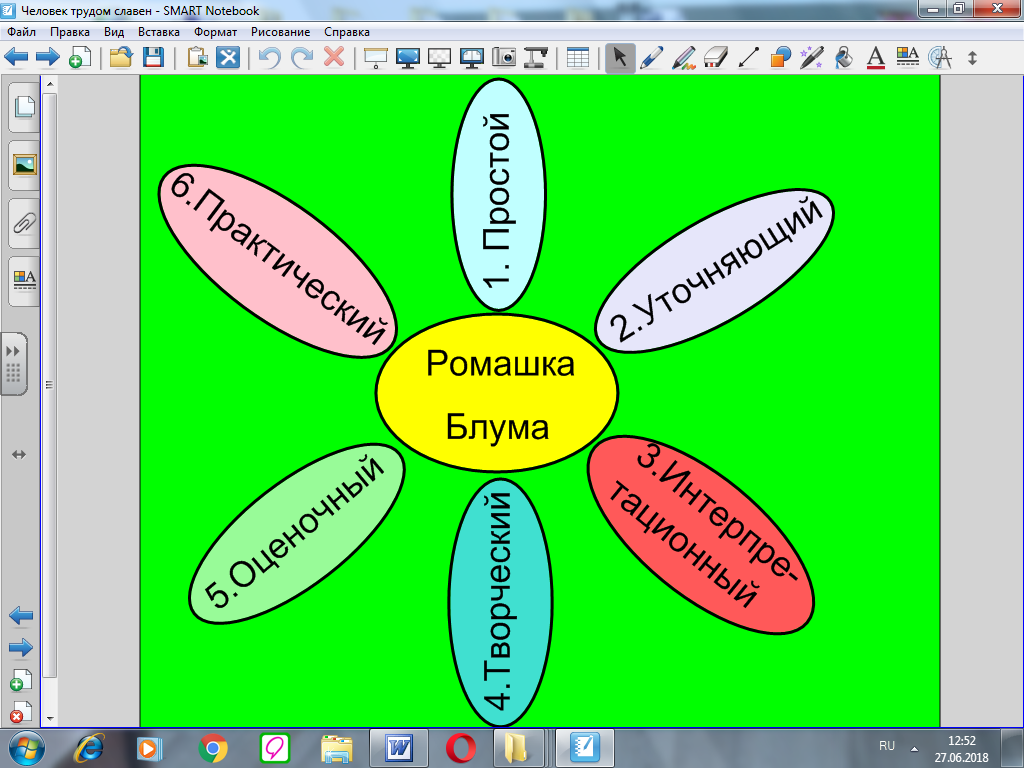 Человек трудом славен - SMART Notebook
Файл Правка Вид Вставка Формат Рисование Справка
1. Простой
2.Уточняющий
3.Интерпре-
тационный
4.Творческий
5.Оценочный
6.Практический
Ромашка
Блума
RU
12:52
27.06.2018